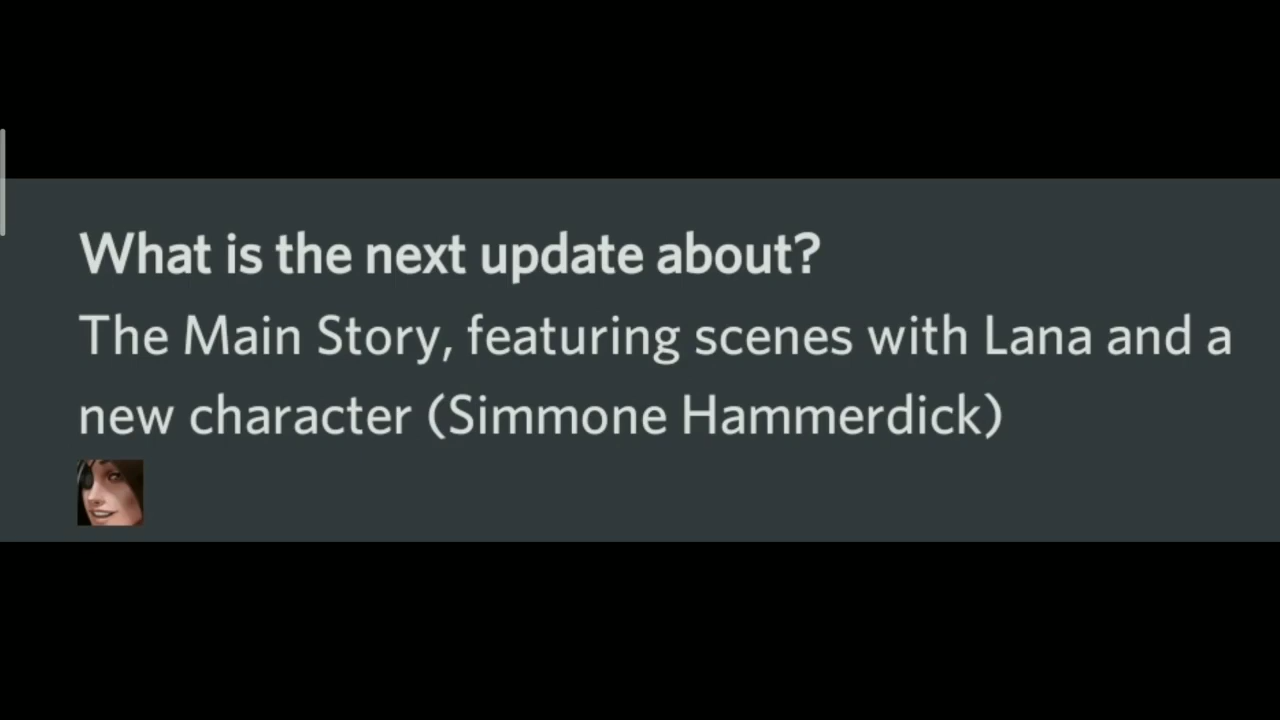 What is the next update about?
The Main Story, featuring scenes with Lana and a
new character (Simmone Hammerdick)